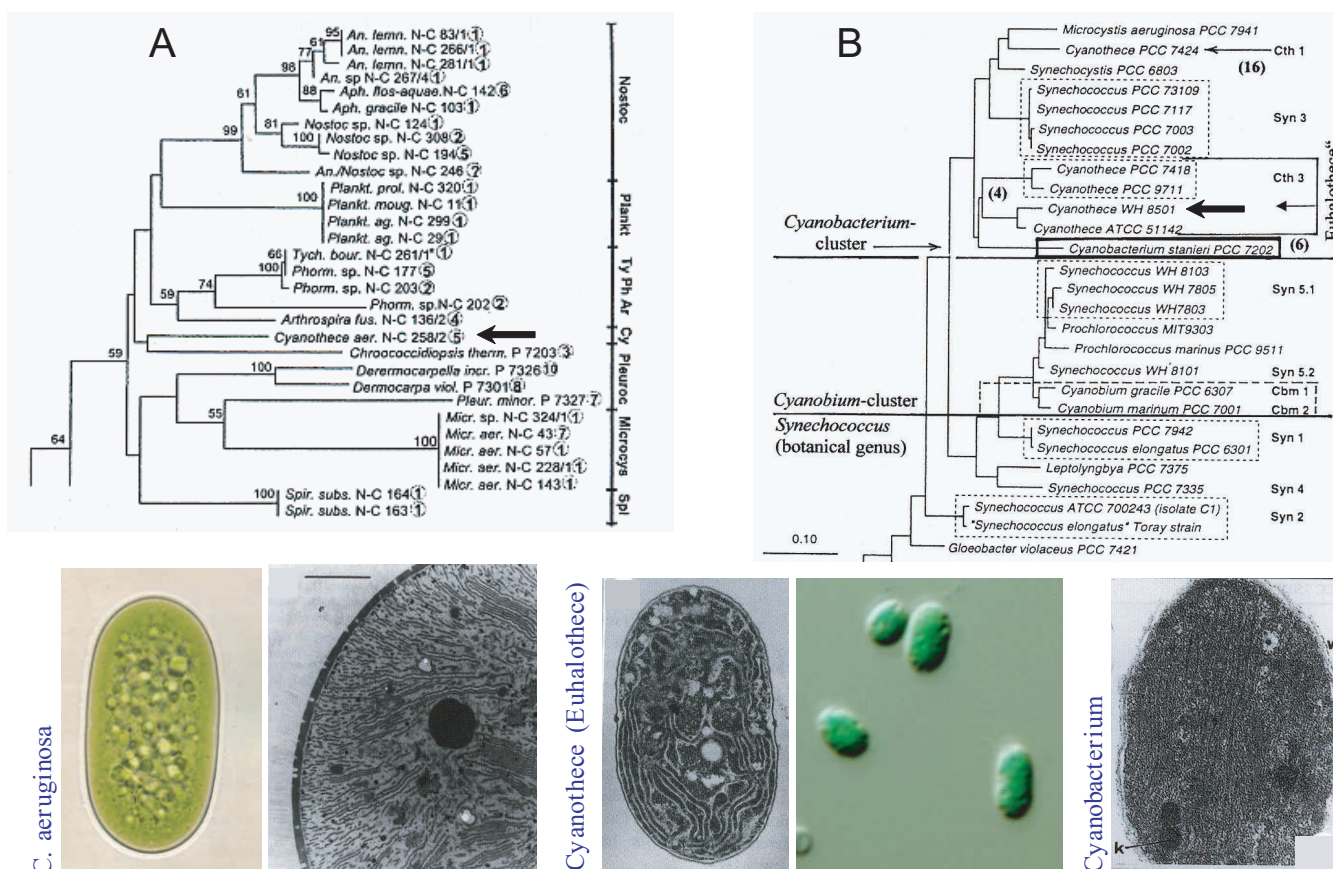 A
95
An. lemn. N-C 83/1 1
61
An. lemn. N-C 266/1 1
77
An. lemn. N-C 281/1 1
98
An. sp N-C 267/4 1
88
Aph. flos-aquae. N-C 142 6
61
Aph. gracile N-C 103 1
81
Nostoc sp. N-C 124 1
99
100
Nostoc sp. N-C 308 2
Nostoc sp. N-C 194 5
An./Nostoc sp. N-C 246
Nostoc
Plankt. prol. N-C 320 1
100
Plankt. moug. N-C 11 1
Plankt. ag. N-C 299 1
Plankt. ag. N-C 29 1
Plankt
66
Tych. bour. N-C 261/1* 1
100
Phorm. sp. N-C 177 5
74
Phorm. sp. N-C 203 2
59
Phorm. sp. N-C 202 2
Arthrospira fus. N-C 136/2 4
Ty Ph Ar
Cyanothece aer. N-C 258/2 5
Cy
59
Chroococcidiopsis therm. P 7203 3
100
Derermocarpella incr. P 7326 10
Dermocarpa viol. P 7301 8
Pleur. minor. P 7327 7
Pleuroc
55
Micr. sp. N-C 324/1 1
100
Micr. aer. N-C 43 7
64
Micr. aer. N-C 57 1
Micr. aer. N-C 228/1 1
Micr. aer. N-C 143 1
Microcys
100
Spir. subs. N-C 164 1
Spir. subs. N-C 163 1
Spl
B
Microcystis aeruginosa PCC 7941
Cyanothece PCC 7424
Cth 1
(16)
Synechocystis PCC 6803
Synechococcus PCC 73109
Synechococcus PCC 7117
Syn 3
Synechococcus PCC 7003
Synechococcus PCC 7002
Cyanothece PCC 7418
Cth 3
(4)
Cyanothece PCC 9711
Cyanothece WH 8501
Cyanothece ATCC 51142
Euhalothece“
Cyanobacterium-
cluster
(6)
Cyanobacterium stanieri PCC 7202
Synechococcus WH 8103
Synechococcus WH 7805
Syn 5.1
Synechococcus WH7803
Prochlorococcus MIT9303
Prochlorococcus marinus PCC 9511
Synechococcus WH 8101
Syn 5.2
Cyanobium gracile PCC 6307
Cbm 1
Cyanobium-cluster
Cyanobium marinum PCC 7001
Cbm 2
Synechococcus
(botanical genus)
Synechococcus PCC 7942
Syn 1
Synechococcus elongatus PCC 6301
Leptolyngbya PCC 7375
Synechococcus PCC 7335
Syn 4
Synechococcus ATCC 700243 (isolate C1)
Syn 2
"Synechococcus elongatus" Toray strain
0.10
Gloeobacter violaceus PCC 7421
C. aeruginosa
Cyanothece (Euhalothece)
Cyanobacterium
k